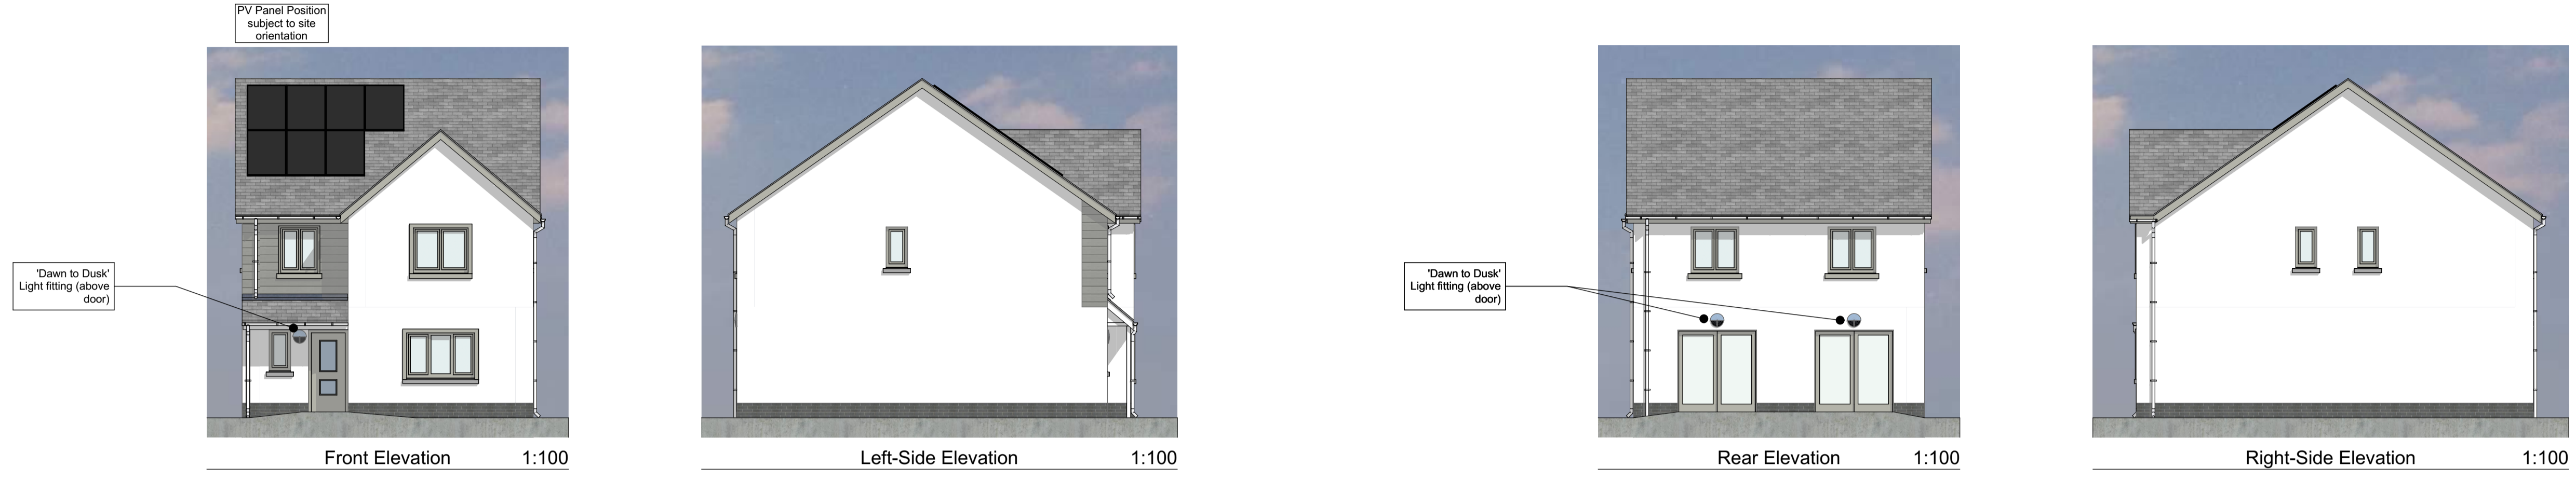 PV Panel Position
subject to site
orientation
'Dawn to Dusk'
Light fitting (above
door)
Front Elevation 1:100
Left-Side Elevation 1:100
'Dawn to Dusk'
Light fitting (above
door)
Rear Elevation 1:100
Right-Side Elevation 1:100